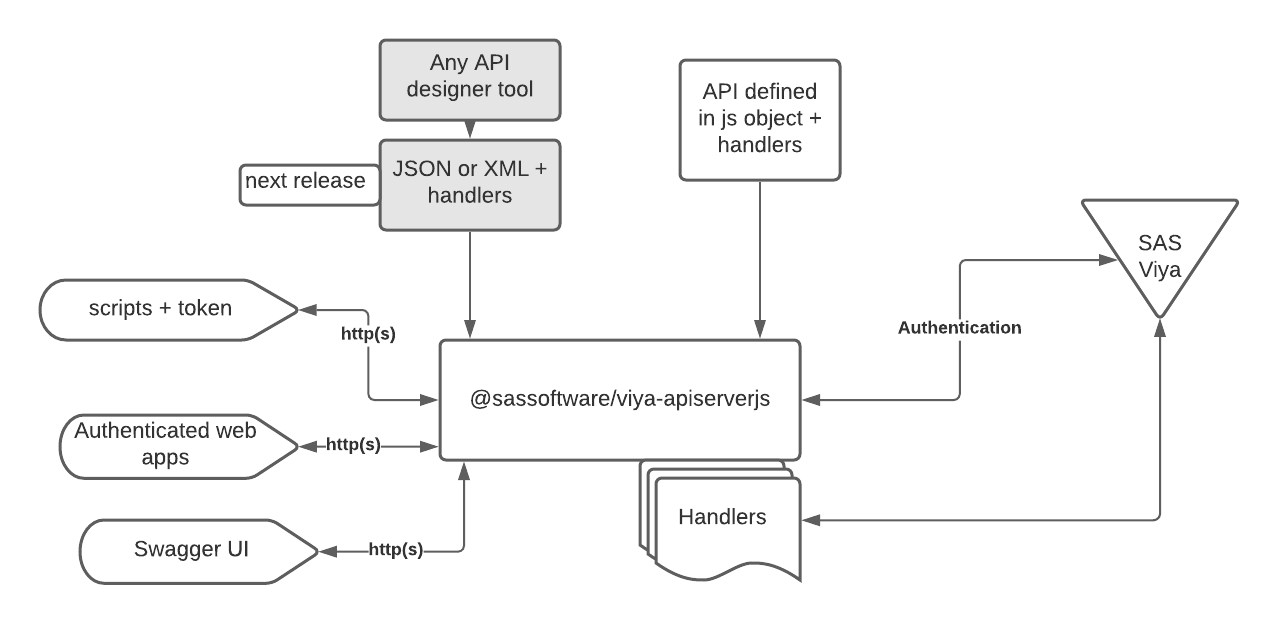 Any API
designer tool
API defined
in js object +
handlers
JSON or XML +
handlers
next release
SAS
Viya
scripts + token
http(s)
Authentication
@sassoftware/viya-apiserverjs
Authenticated web
apps
http(s)
Handlers
Swagger UI
http(s)